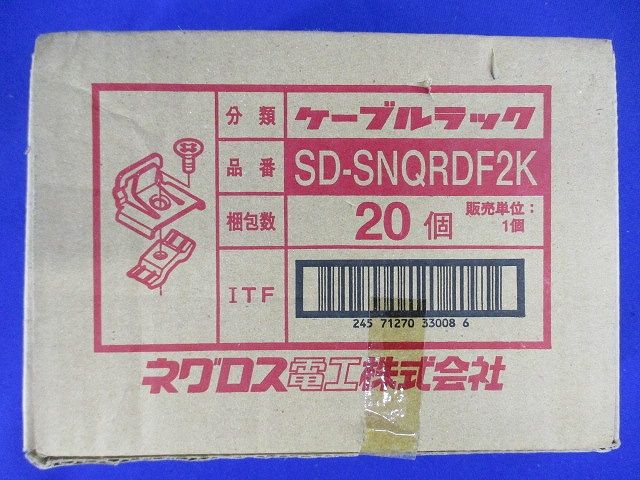 分類 ケーブルラック
品番 SD-SNQRDF2K
梱包数 20個 販売単位：
1個
ITF
245 71270 33008 6
ネグロス電工株式会社